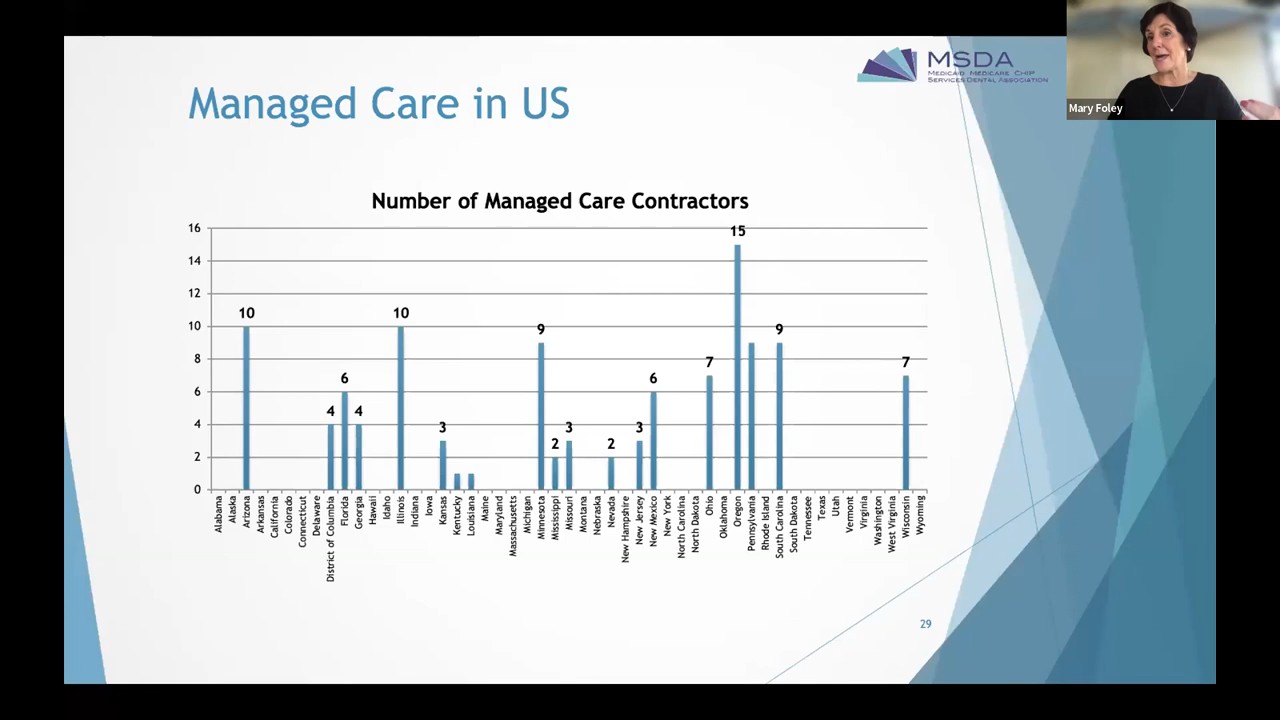 MSDA
MEDICAID MEDICARE CHIP
SERVICES DENTAL ASSOCIATION
Mary Foley
Managed Care in US
Number of Managed Care Contractors
16
14
12
10
8
6
4
2
0
10
4
6
4
10
3
9
2
3
2
3
6
7
15
9
7
Alabama
Alaska
Arizona
Arkansas
California
Colorado
Connecticut
Delaware
District of Columbia
Florida
Georgia
Hawaii
Idaho
Illinois
Indiana
Iowa
Kansas
Kentucky
Louisiana
Maine
Maryland
Massachusetts
Michigan
Minnesota
Mississippi
Missouri
Montana
Nebraska
Nevada
New Hampshire
New Jersey
New Mexico
New York
North Carolina
North Dakota
Ohio
Oklahoma
Oregon
Pennsylvania
Rhode Island
South Carolina
South Dakota
Tennessee
Texas
Utah
Vermont
Virginia
Washington
West Virginia
Wisconsin
Wyoming
29